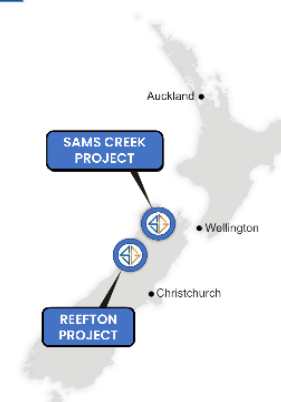 Auckland
SAMS CREEK
PROJECT
Wellington
Christchurch
REEFTON
PROJECT